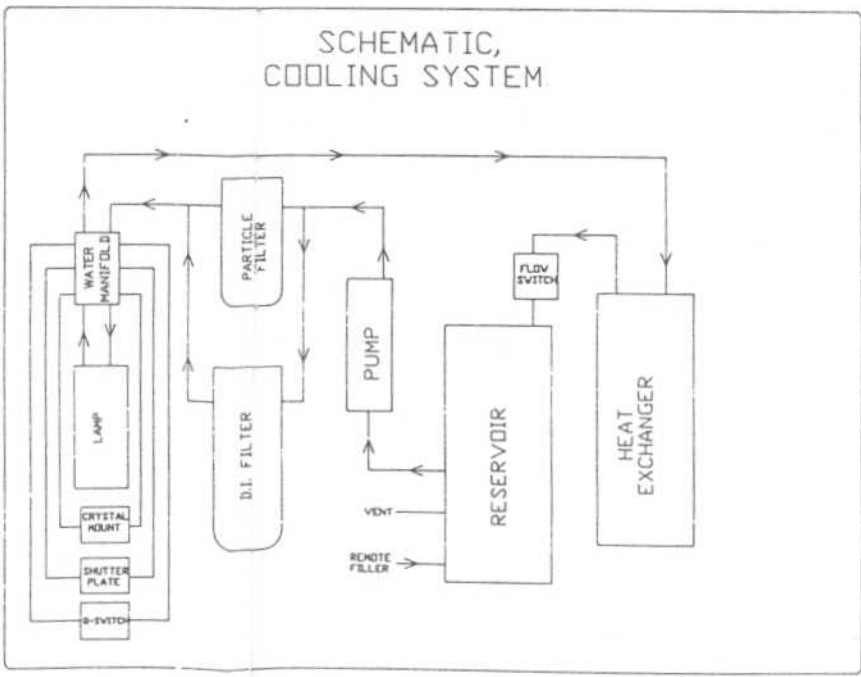 SCHEMATIC,
COOLING SYSTEM
WATER
MANIFOLD
PARTICLE
FILTER
FLOW
SWITCH
PUMP
LAMP
D.I. FILTER
RESERVOIR
HEAT
EXCHANGER
CRYSTAL
MOUNT
VENT
REMOTE
FILLER
SHUTTER
PLATE
Q-SWITCH